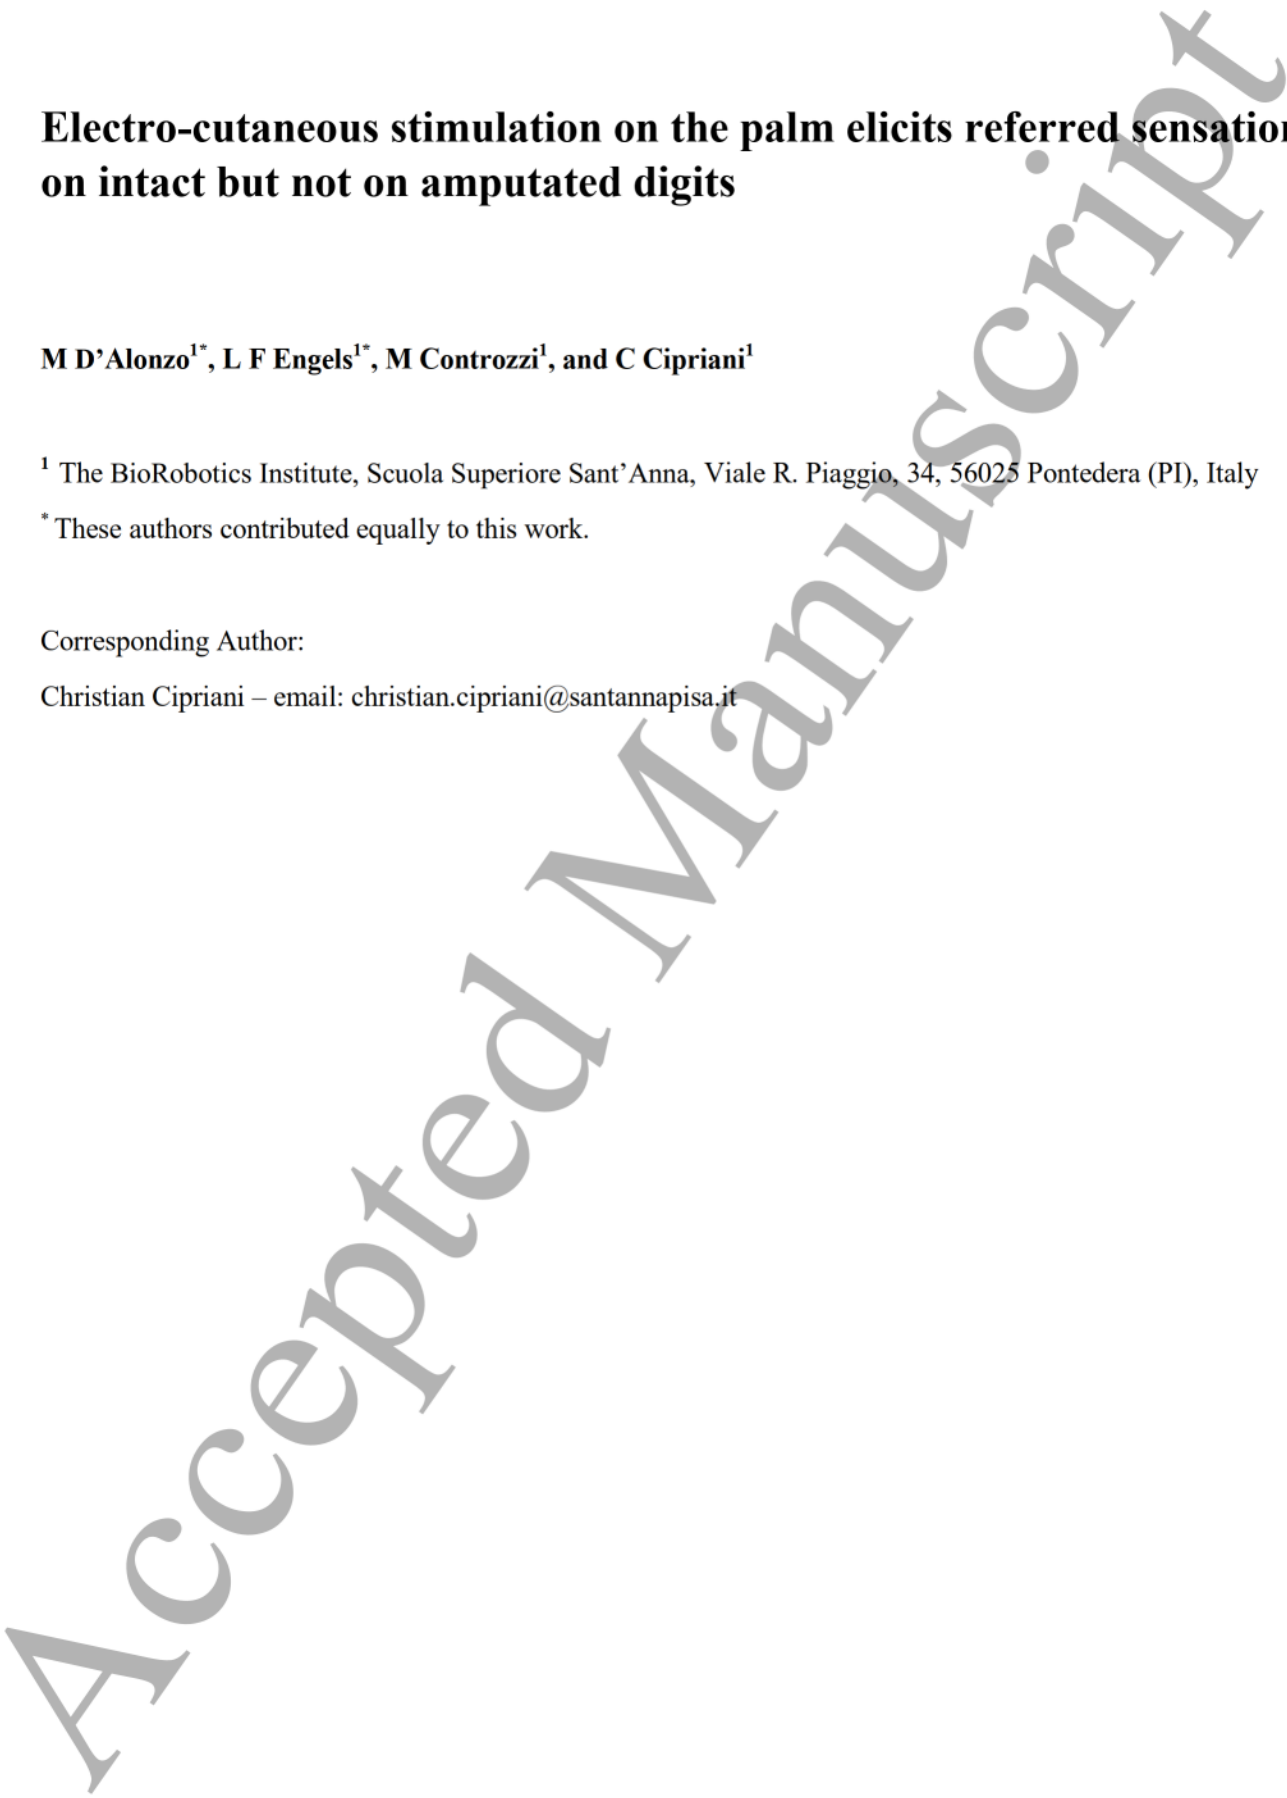 Electro-cutaneous stimulation on the palm elicits referred sensation
on intact but not on amputated digits
M D’Alonzo1*, L F Engels1*, M Controzzi1, and C Cipriani1
1 The BioRobotics Institute, Scuola Superiore Sant’Anna, Viale R. Piaggio, 34, 56025 Pontedera (PI), Italy
* These authors contributed equally to this work.
Corresponding Author:
Christian Cipriani – email: christian.cipriani@santannapisa.it
Accepted Manuscript